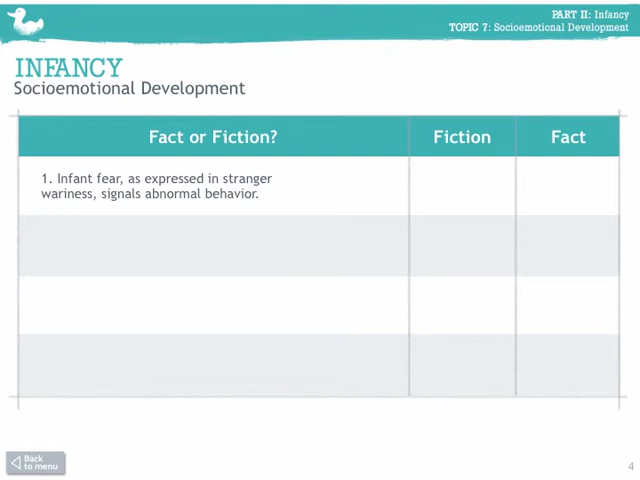 PART II: Infancy
TOPIC 7: Socioemotional Development
INFANCY
Socioemotional Development
Fact or Fiction?
Fiction
Fact
1. Infant fear, as expressed in stranger
wariness, signals abnormal behavior.
Back
to menu
4